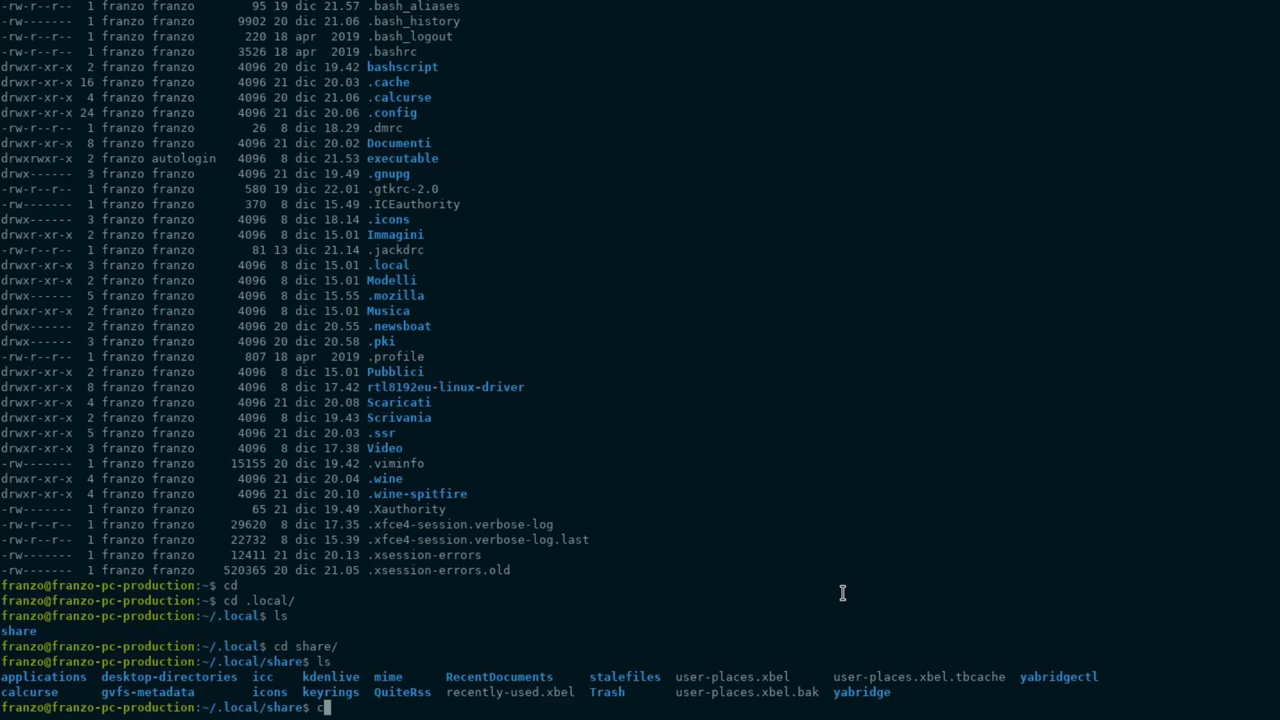 -rw-r--r--  1 franzo franzo        95 19 dic 21.57 .bash_aliases
-rw-------  1 franzo franzo      9902 20 dic 21.06 .bash_history
-rw-r--r--  1 franzo franzo       220 18 apr  2019 .bash_logout
-rw-r--r--  1 franzo franzo      3526 18 apr  2019 .bashrc
drwxr-xr-x  2 franzo franzo      4096 20 dic 19.42 bashscript
drwxr-xr-x 16 franzo franzo      4096 21 dic 20.03 .cache
drwxr-xr-x  4 franzo franzo      4096 20 dic 21.06 .calcurse
drwxr-xr-x 24 franzo franzo      4096 21 dic 20.06 .config
-rw-r--r--  1 franzo franzo        26  8 dic 18.29 .dmrc
drwxr-xr-x  8 franzo franzo      4096 21 dic 20.02 Documenti
drwxrwxr-x  2 franzo autologin   4096  8 dic 21.53 executable
drwx------  3 franzo franzo      4096 21 dic 19.49 .gnupg
-rw-r--r--  1 franzo franzo       580 19 dic 22.01 .gtkrc-2.0
-rw-------  1 franzo franzo       370  8 dic 15.49 .ICEauthority
drwx------  3 franzo franzo      4096  8 dic 18.14 .icons
drwxr-xr-x  2 franzo franzo      4096  8 dic 15.01 Immagini
-rw-r--r--  1 franzo franzo        81 13 dic 21.14 .jackdrc
drwxr-xr-x  3 franzo franzo      4096  8 dic 15.01 .local
drwxr-xr-x  2 franzo franzo      4096  8 dic 15.01 Modelli
drwx------  5 franzo franzo      4096  8 dic 15.55 .mozilla
drwxr-xr-x  2 franzo franzo      4096  8 dic 15.01 Musica
drwx------  2 franzo franzo      4096 20 dic 20.55 .newsboat
drwx------  3 franzo franzo      4096 20 dic 20.58 .pki
-rw-r--r--  1 franzo franzo       807 18 apr  2019 .profile
drwxr-xr-x  2 franzo franzo      4096  8 dic 15.01 Pubblici
drwxr-xr-x  8 franzo franzo      4096  8 dic 17.42 rtl8192eu-linux-driver
drwxr-xr-x  4 franzo franzo      4096 21 dic 20.08 Scaricati
drwxr-xr-x  2 franzo franzo      4096  8 dic 19.43 Scrivania
drwxr-xr-x  5 franzo franzo      4096 21 dic 20.03 .ssr
drwxr-xr-x  3 franzo franzo      4096  8 dic 17.38 Video
-rw-------  1 franzo franzo     15155 20 dic 19.42 .viminfo
drwxr-xr-x  4 franzo franzo      4096 21 dic 20.04 .wine
drwxr-xr-x  4 franzo franzo      4096 21 dic 20.10 .wine-spitfire
-rw-------  1 franzo franzo        65 21 dic 19.49 .Xauthority
-rw-r--r--  1 franzo franzo     29620  8 dic 17.35 .xfce4-session.verbose-log
-rw-r--r--  1 franzo franzo     22732  8 dic 15.39 .xfce4-session.verbose-log.last
-rw-------  1 franzo franzo     12411 21 dic 20.13 .xsession-errors
-rw-------  1 franzo franzo    520365 20 dic 21.05 .xsession-errors.old
franzo@franzo-pc-production:~$ cd
franzo@franzo-pc-production:~$ cd .local/
franzo@franzo-pc-production:~/.local$ ls
share
franzo@franzo-pc-production:~/.local$ cd share/
franzo@franzo-pc-production:~/.local/share$ ls
applications  desktop-directories  icc    kdenlive  mime      RecentDocuments     stalefiles  user-places.xbel      user-places.xbel.tbcache  yabridgectl
calcurse      gvfs-metadata        icons  keyrings  QuiteRss  recently-used.xbel  Trash       user-places.xbel.bak  yabridge
franzo@franzo-pc-production:~/.local/share$ c